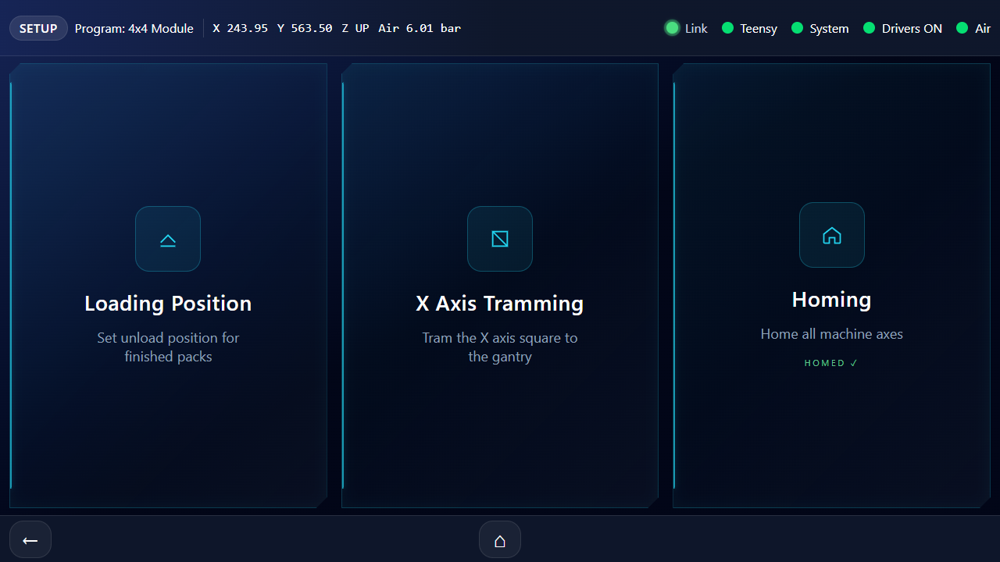 SETUP Program: 4x4 Module X 243.95 Y 563.50 Z UP Air 6.01 bar Link Teensy System Drivers ON Air
Loading Position
Set unload position for
finished packs
X Axis Tramming
Tram the X axis square to
the gantry
Homing
Home all machine axes
HOMED ✓